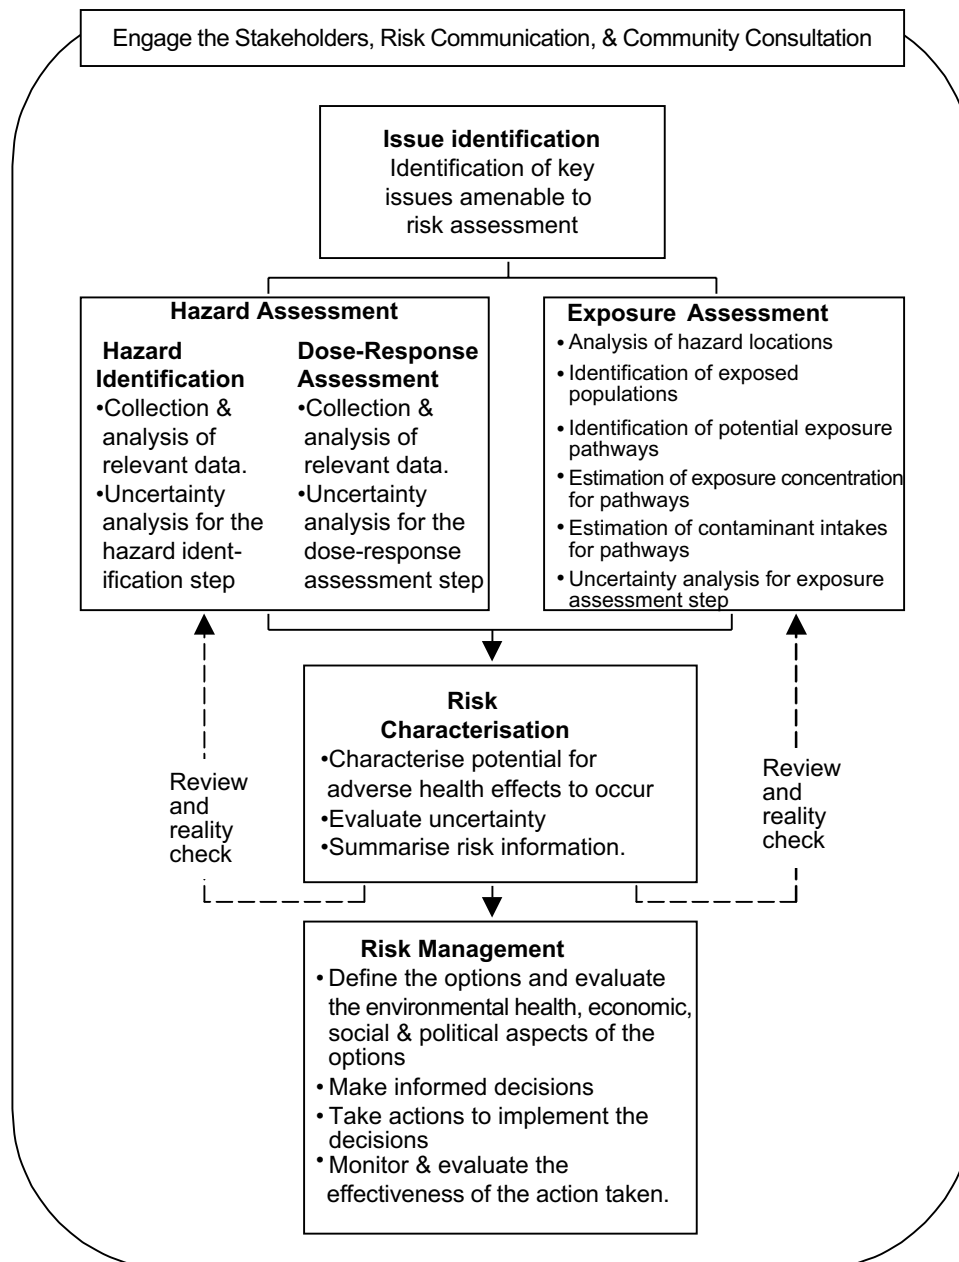 Engage the Stakeholders, Risk Communication, & Community Consultation
Issue identification
Identification of key
issues amenable to
risk assessment
Hazard Assessment
Hazard
Identification
•Collection &
analysis of
relevant data.
•Uncertainty
analysis for the
hazard ident-
ification step
Dose-Response
Assessment
•Collection &
analysis of
relevant data.
•Uncertainty
analysis for the
dose-response
assessment step
Exposure Assessment
• Analysis of hazard locations
• Identification of exposed
populations
• Identification of potential exposure
pathways
• Estimation of exposure concentration
for pathways
• Estimation of contaminant intakes
for pathways
• Uncertainty analysis for exposure
assessment step
Risk
Characterisation
•Characterise potential for
adverse health effects to occur
•Evaluate uncertainty
•Summarise risk information.
Review
and
reality
check
Review
and
reality
check
Risk Management
• Define the options and evaluate
the environmental health, economic,
social & political aspects of the
options
• Make informed decisions
• Take actions to implement the
decisions
• Monitor & evaluate the
effectiveness of the action taken.